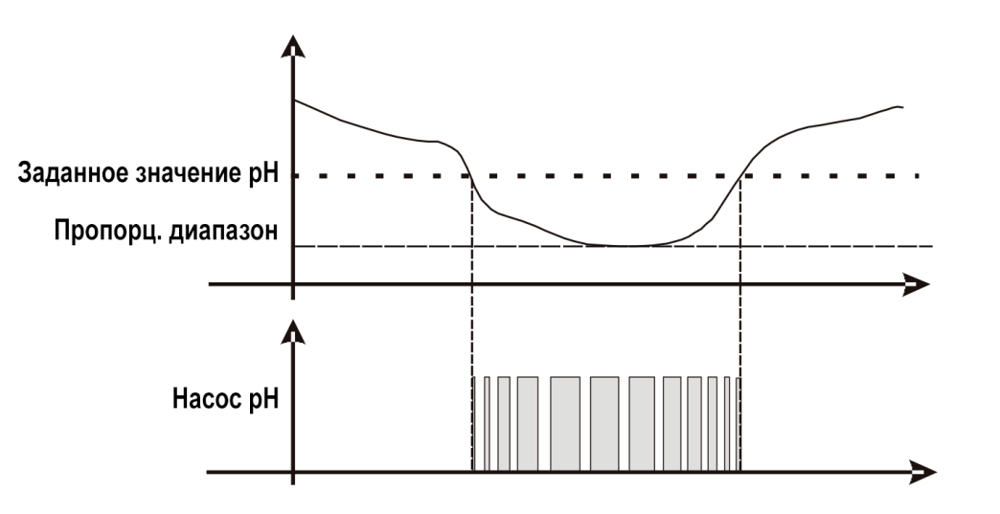 Заданное значение pH
Пропорц. диапазон
Насос pH